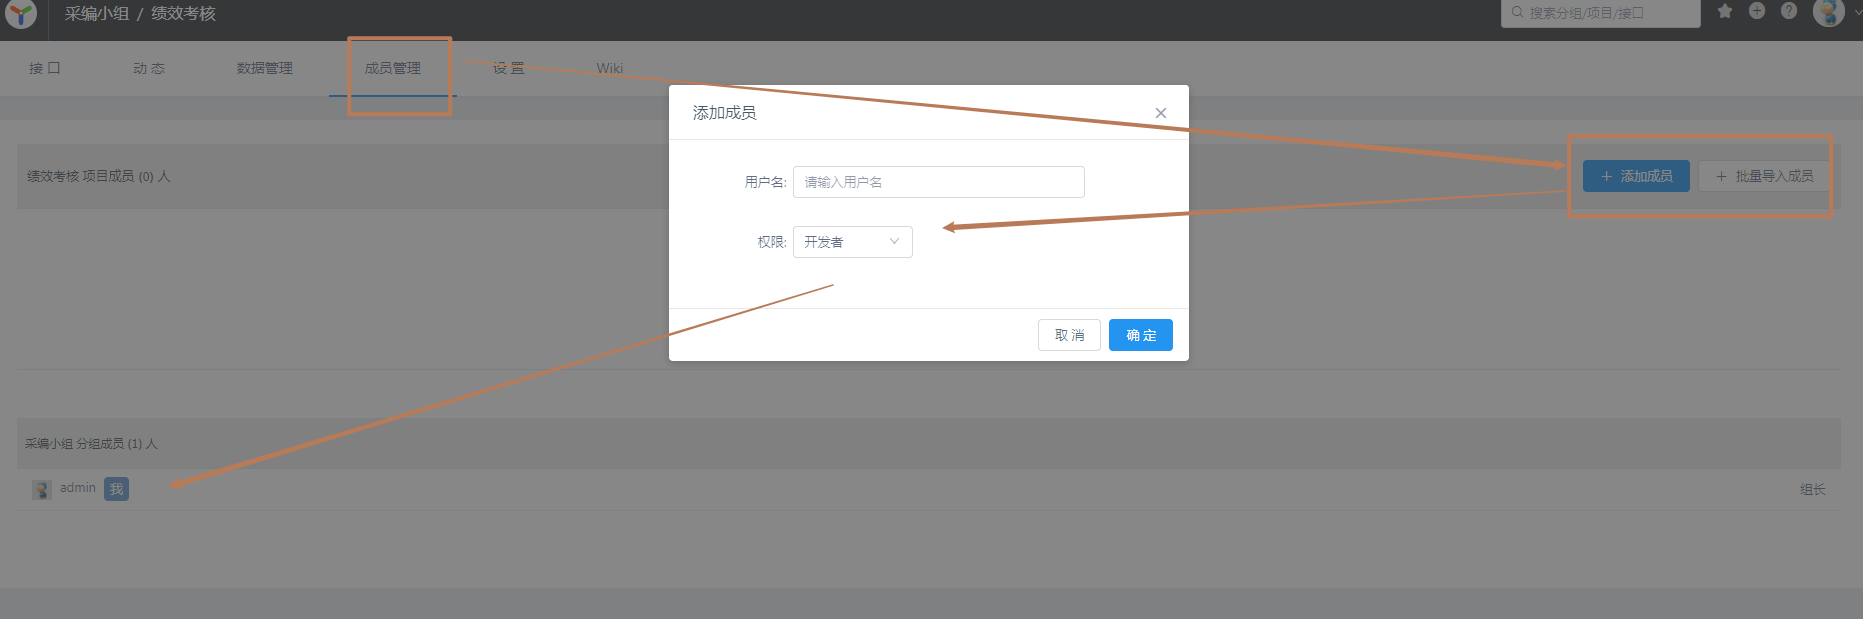 采编小组 / 绩效考核
搜索分组/项目/接口
接 口
动 态
数据管理
成员管理
设 置
Wiki
添加成员
绩效考核 项目成员 (0) 人
添加成员
批量导入成员
用户名:
请输入用户名
权限:
开发者
取 消
确 定
采编小组 分组成员 (1) 人
admin
我
组长